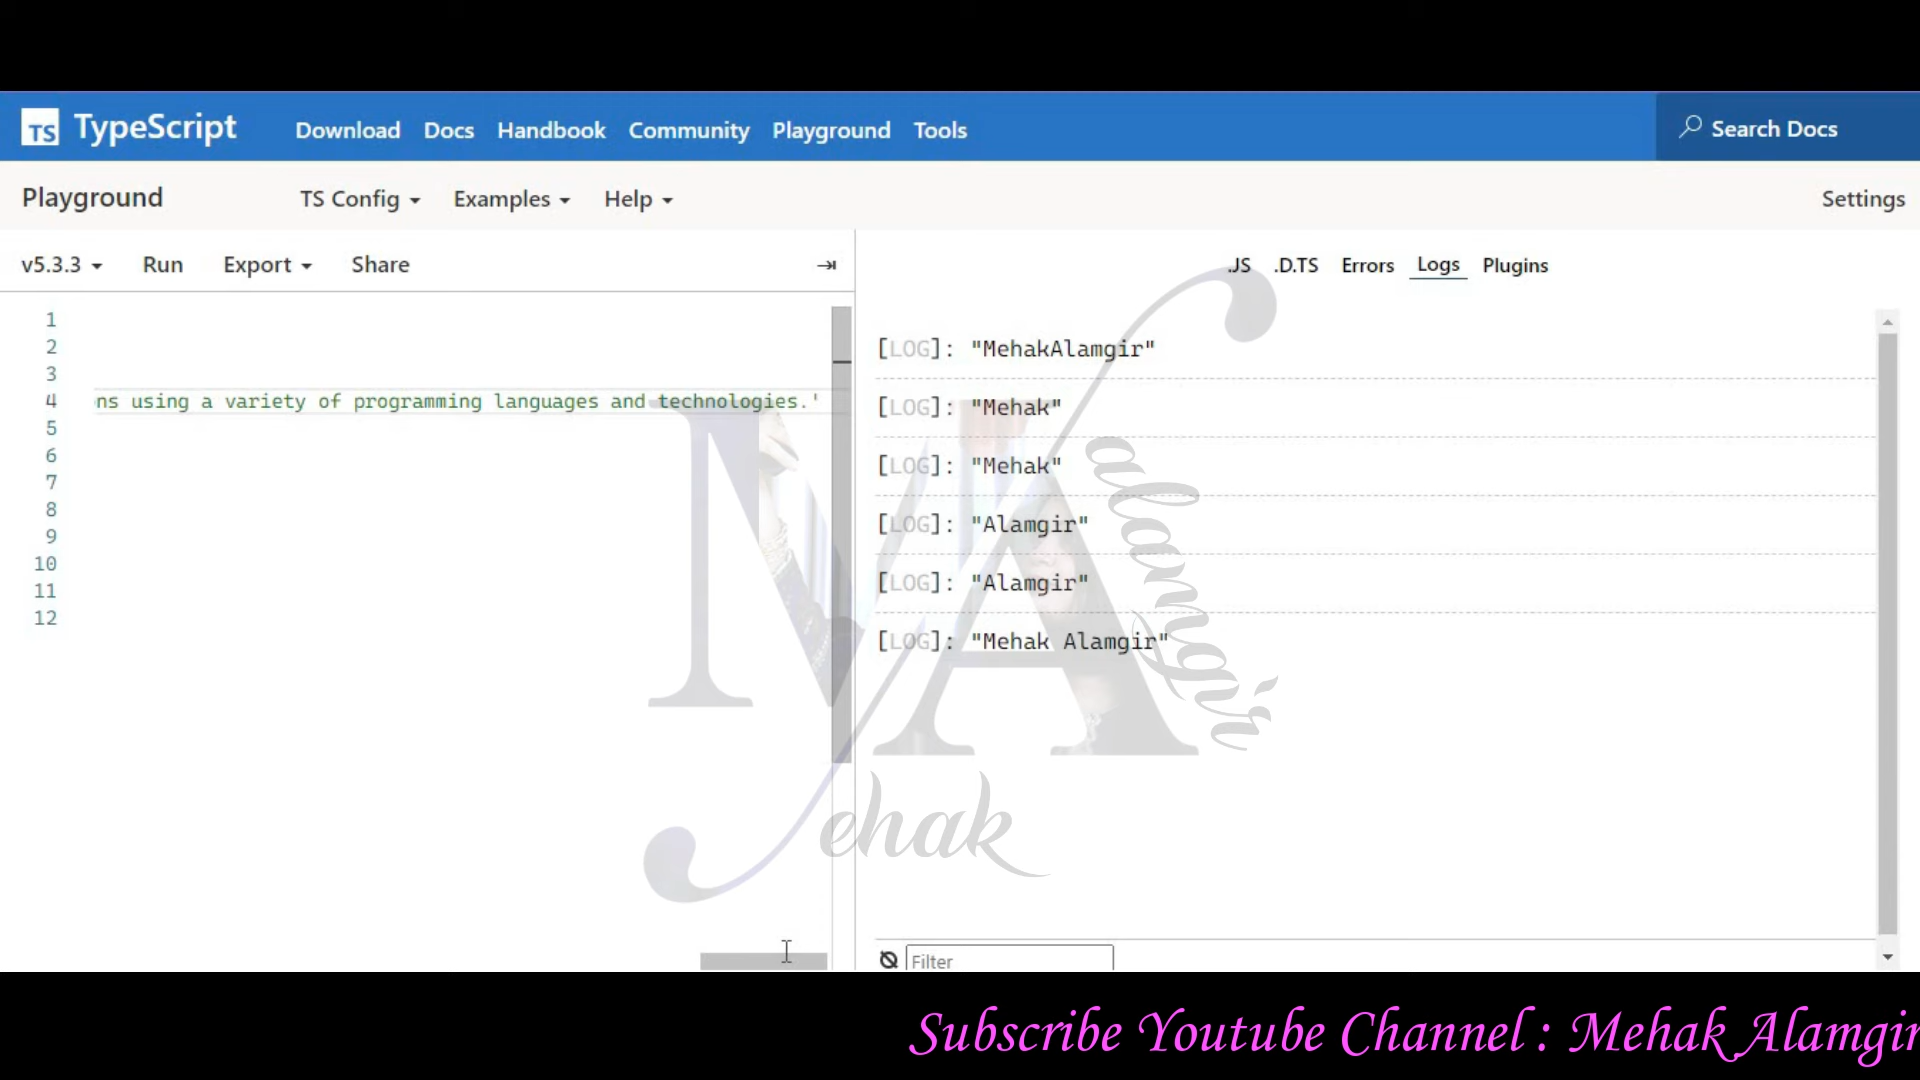 TS TypeScript Download Docs Handbook Community Playground Tools Search Docs
Playground TS Config Examples Help Settings
v5.3.3 Run Export Share .JS .D.TS Errors Logs Plugins
1
2
3
4 ns using a variety of programming languages and technologies.'
5
6
7
8
9
10
11
12
[LOG]: "MehakAlamgir"
[LOG]: "Mehak"
[LOG]: "Mehak"
[LOG]: "Alamgir"
[LOG]: "Alamgir"
[LOG]: "Mehak Alamgir"
Filter
MA
ehak
alamgir
Subscribe Youtube Channel : Mehak Alamgir